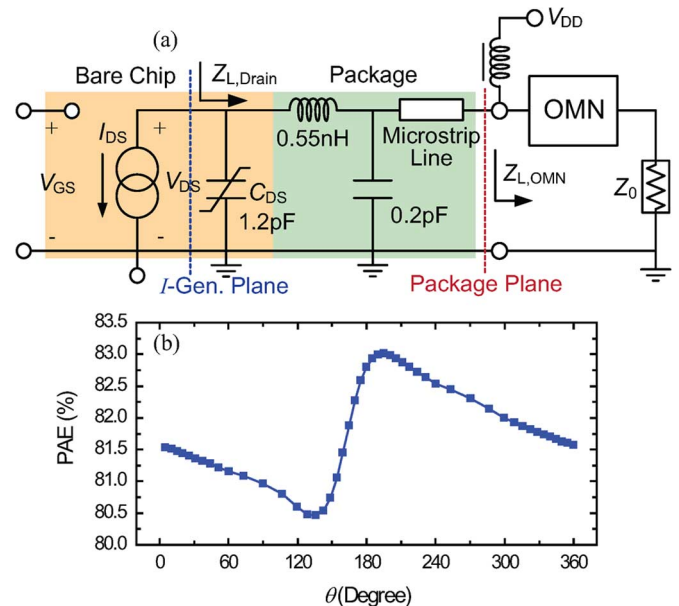 (a)
V_DD
Bare Chip
Z_L,Drain
Package
OMN
+
I_DS
+
0.55nH
Microstrip
Line
V_GS
V_DS
C_DS
1.2pF
0.2pF
Z_L,OMN
Z_0
-
-
I-Gen. Plane
Package Plane
(b)
83.5
83.0
82.5
82.0
81.5
81.0
80.5
80.0
PAE (%)
0 60 120 180 240 300 360
θ(Degree)